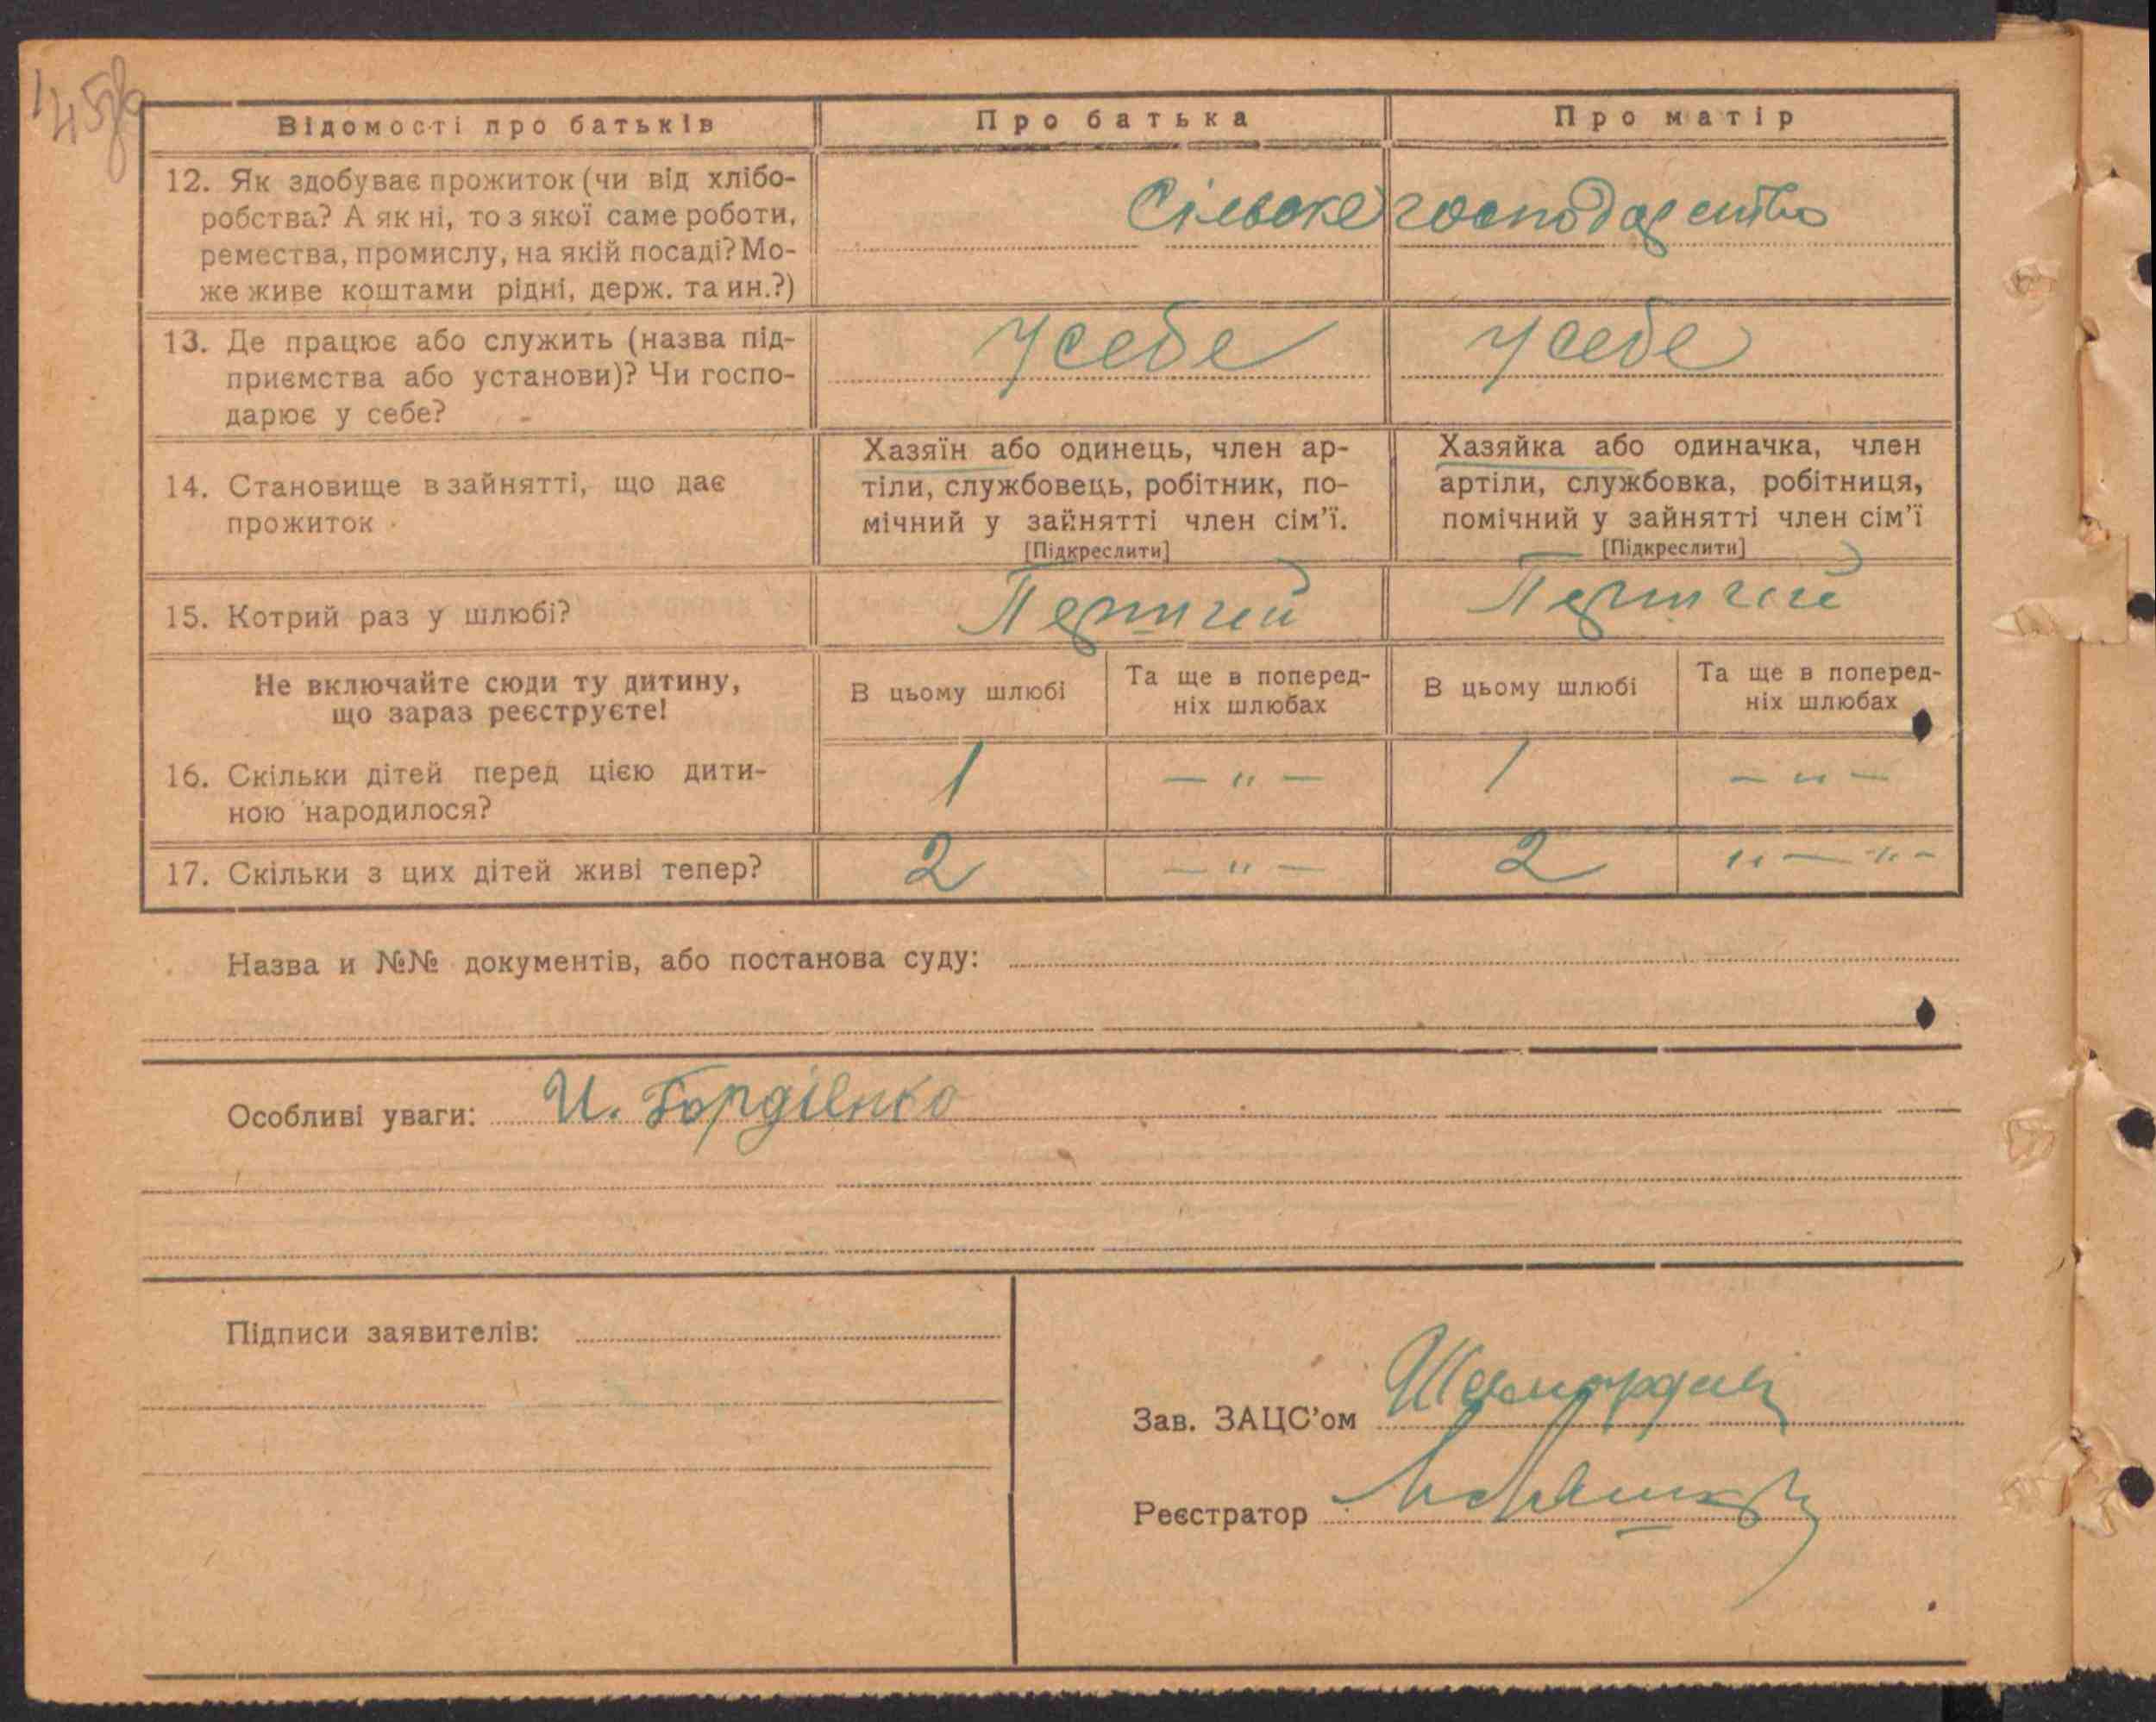 Відомості про батьків
Про батька
Про матір
12. Як здобуває прожиток (чи від хлібо-
робства? А як ні, то з якої саме роботи,
ремества, промислу, на якій посаді? Мо-
же живе коштами рідні, держ. та ин.?)
Сільське господарство
13. Де працює або служить (назва під-
приємства або установи)? Чи госпо-
дарює у себе?
У себе
У себе
14. Становище в зайнятті, що дає
прожиток
Хазяїн або одинець, член ар-
тіли, службовець, робітник, по-
мічний у зайнятті член сім'ї.
[Підкреслити]
Хазяйка або одиначка, член
артіли, службовка, робітниця,
помічний у зайнятті член сім'ї
[Підкреслити]
15. Котрий раз у шлюбі?
Не включайте сюди ту дитину,
що зараз реєструєте!
В цьому шлюбі
Та ще в поперед-
ніх шлюбах
В цьому шлюбі
Та ще в поперед-
ніх шлюбах
16. Скільки дітей перед цією дити-
ною народилося?
1
— „ —
1
— „ —
17. Скільки з цих дітей живі тепер?
2
— „ —
2
„ — „ —
Назва и №№ документів, або постанова суду:
Особливі уваги: И. Гордіенко
Підписи заявителів:
Зав. ЗАЦС'ом
Реєстратор